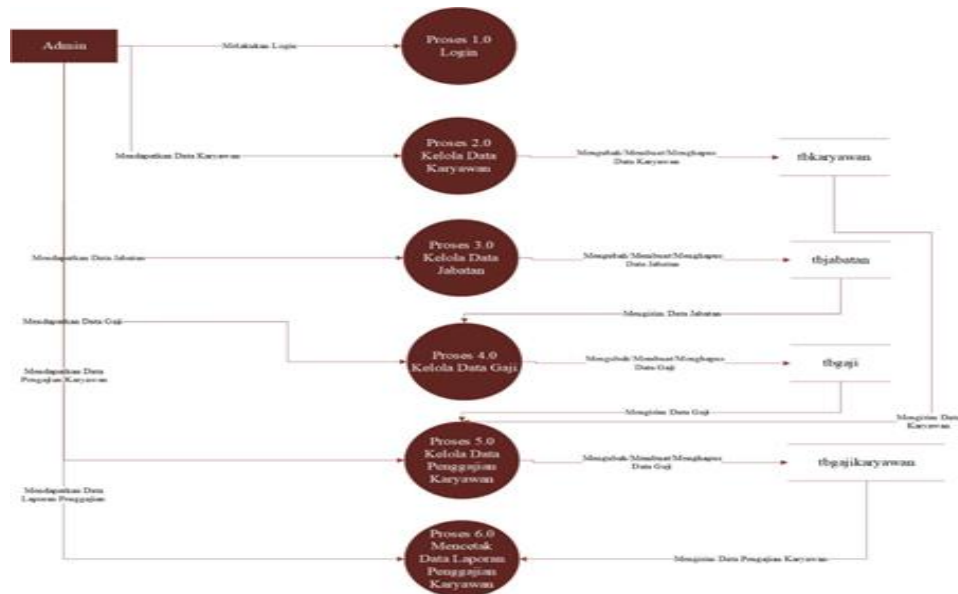 Admin
Melakukan Login
Proses 1.0
Login
Mendapatkan Data Karyawan
Proses 2.0
Kelola Data
Karyawan
Mengubah/Membuat/Menghapus
Data Karyawan
tbkaryawan
Mendapatkan Data Jabatan
Proses 3.0
Kelola Data
Jabatan
Mengubah/Membuat/Menghapus
Data Jabatan
tbjabatan
Mengirim Data Jabatan
Mendapatkan Data Gaji
Proses 4.0
Kelola Data Gaji
Mengubah/Membuat/Menghapus
Data Gaji
tbgaji
Mendapatkan Data
Pengajian Karyawan
Mengirim Data Gaji
Mengirim Data
Karyawan
Proses 5.0
Kelola Data
Penggajian
Karyawan
Mengubah/Membuat/Menghapus
Data Gaji
tbgajikaryawan
Mendapatkan Data
Laporan Penggajian
Proses 6.0
Mencetak
Data Laporan
Penggajian
Karyawan
Mengirim Data Pengajian Karyawan